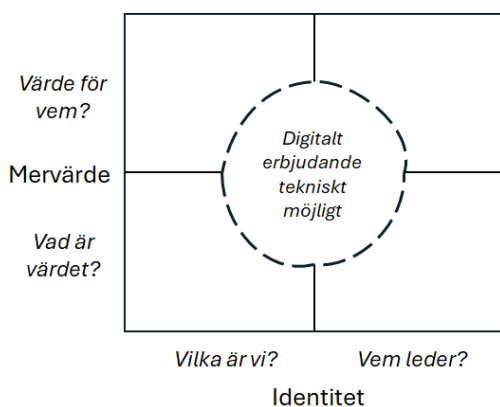 Värde för
vem?
Digitalt
erbjudande
tekniskt
möjligt
Mervärde
Vad är
värdet?
Vilka är vi?
Vem leder?
Identitet